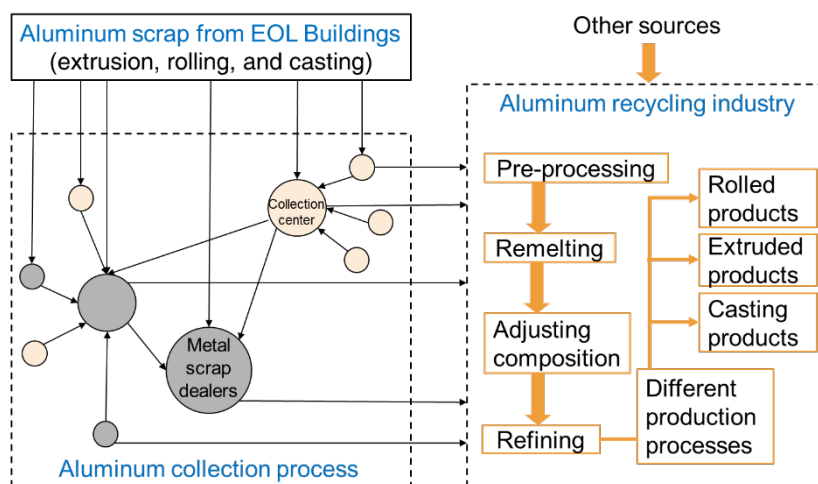 Aluminum scrap from EOL Buildings
(extrusion, rolling, and casting)
Other sources
Aluminum recycling industry
Collection
center
Metal
scrap
dealers
Aluminum collection process
Pre-processing
Remelting
Adjusting
composition
Refining
Rolled
products
Extruded
products
Casting
products
Different
production
processes